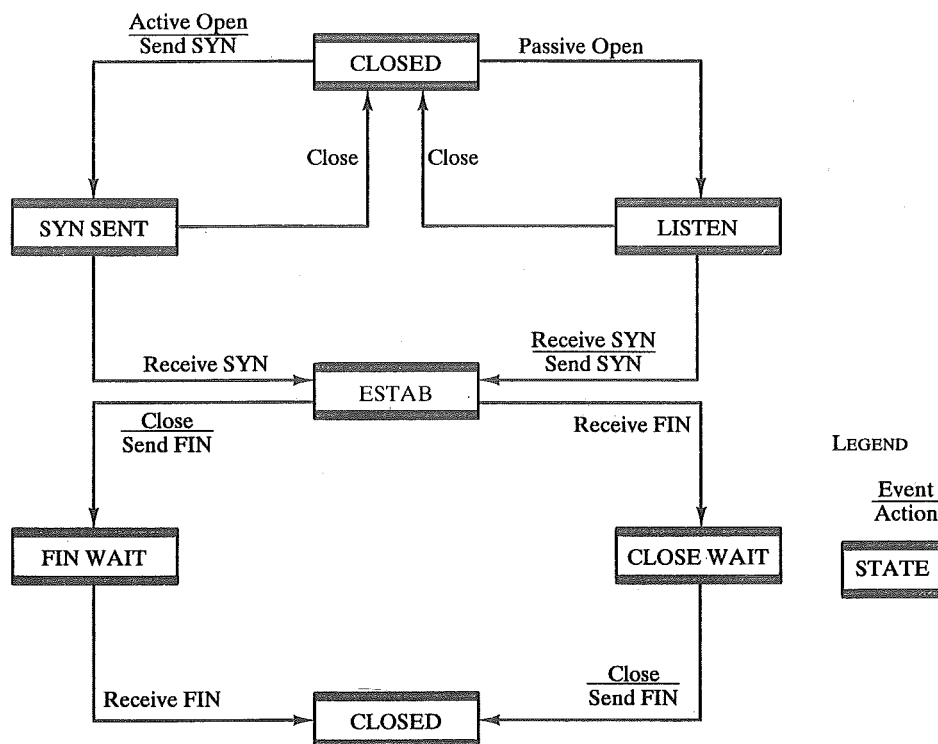 Active Open
Send SYN
CLOSED
Passive Open
Close
Close
SYN SENT
LISTEN
Receive SYN
Receive SYN
Send SYN
ESTAB
Close
Send FIN
Receive FIN
LEGEND
Event
Action
FIN WAIT
CLOSE WAIT
STATE
Receive FIN
Close
Send FIN
CLOSED